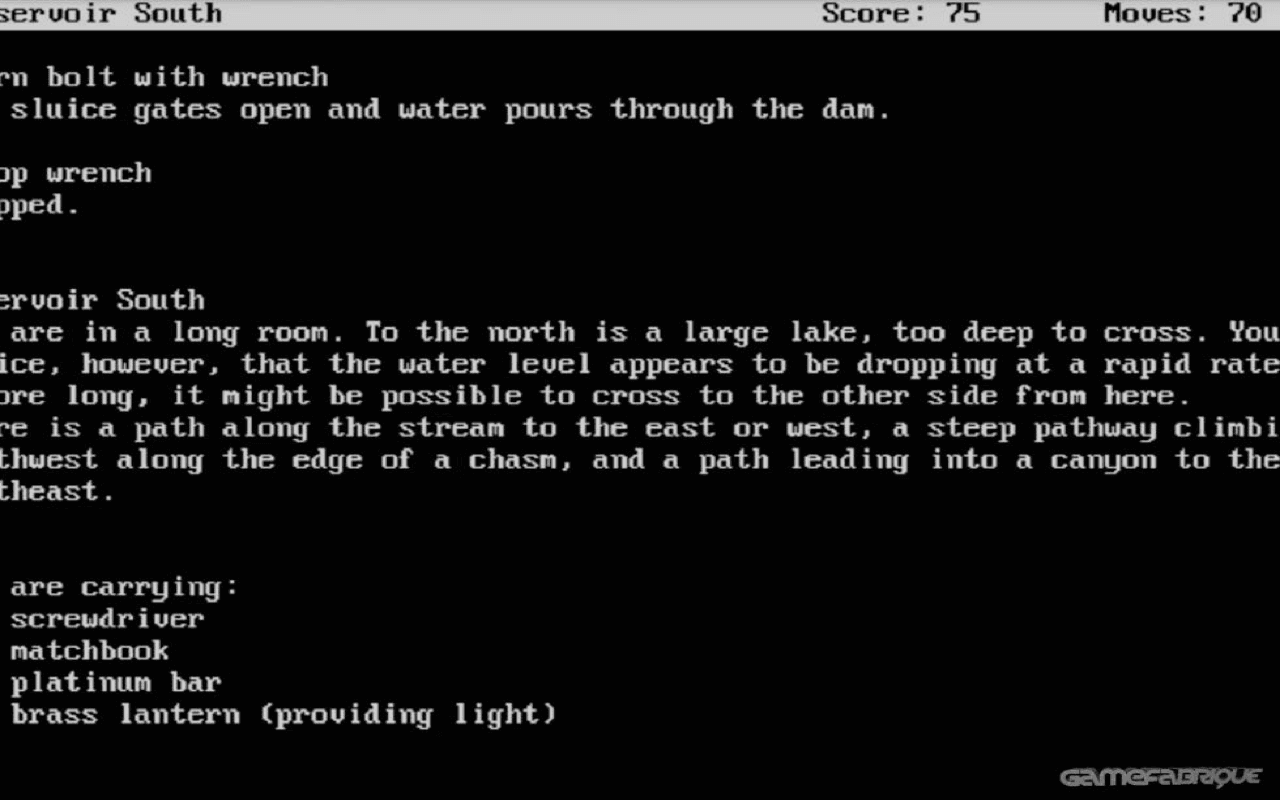 servoir South Score: 75 Moves: 70
rn bolt with wrench
sluice gates open and water pours through the dam.
op wrench
pped.
ervoir South
are in a long room. To the north is a large lake, too deep to cross. You
ice, however, that the water level appears to be dropping at a rapid rate
ore long, it might be possible to cross to the other side from here.
re is a path along the stream to the east or west, a steep pathway climbi
thwest along the edge of a chasm, and a path leading into a canyon to the
theast.
are carrying:
screwdriver
matchbook
platinum bar
brass lantern (providing light)
GAMEFABRIQUE